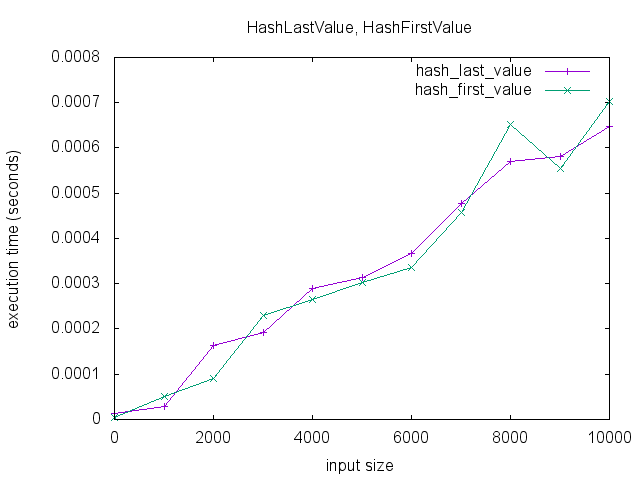 HashLastValue, HashFirstValue
hash_last_value
hash_first_value
0.0008
0.0007
0.0006
0.0005
0.0004
0.0003
0.0002
0.0001
0
execution time (seconds)
0 2000 4000 6000 8000 10000
input size